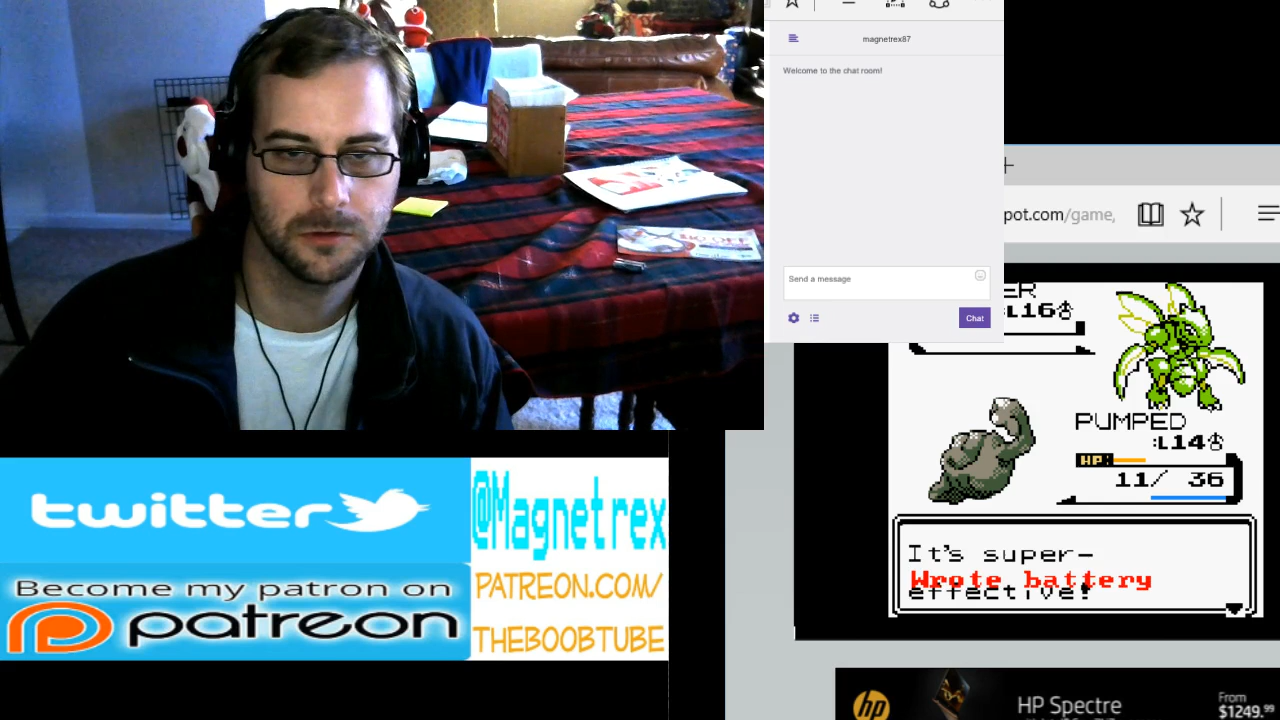 magnetrex87
Welcome to the chat room!
Send a message
Chat
pot.com/game,
ER
:L16♂
PUMPED
:L14♂
HP
11/ 36
It's super-
Wrote battery
effective!
twitter
@Magnetrex
Become my patron on
patreon
PATREON.COM/
THEBOOBTUBE
hp
HP Spectre
From
$1249.99